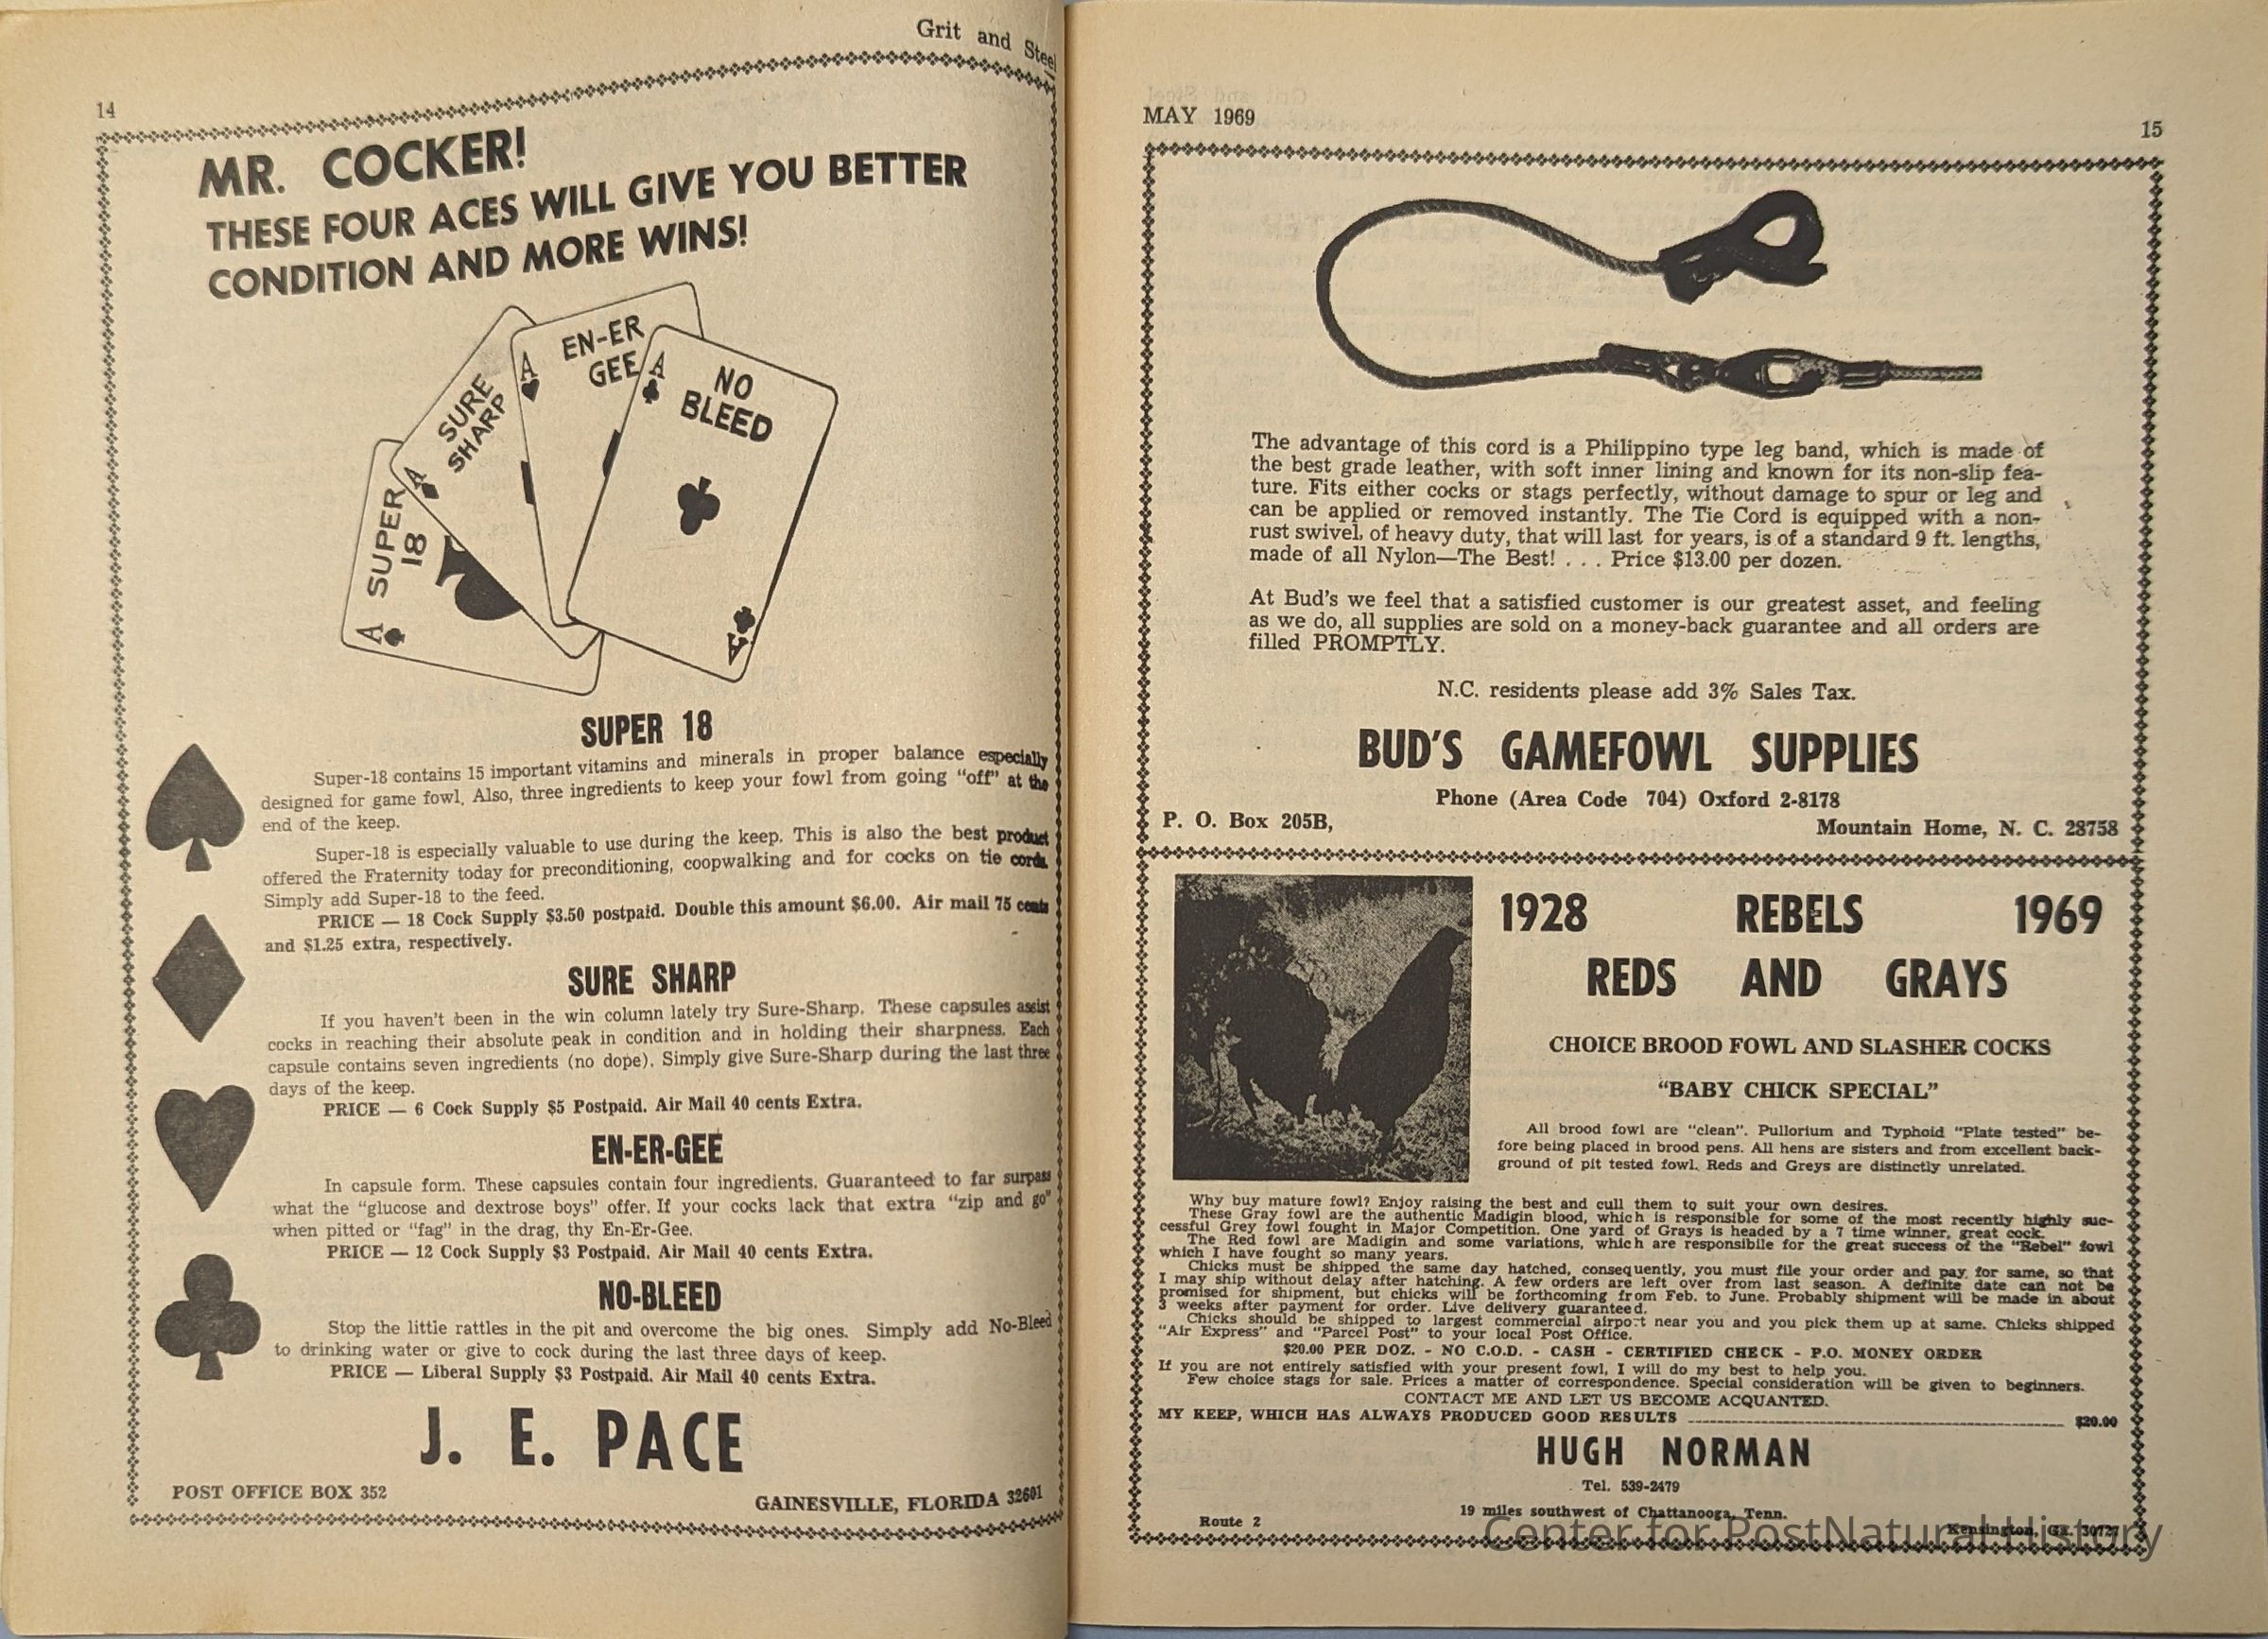 Grit and Steel
14
MR. COCKER!
THESE FOUR ACES WILL GIVE YOU BETTER
CONDITION AND MORE WINS!
A
SUPER
18
A
A
SURE
SHARP
A
EN-ER
GEE
A
NO
BLEED
A
SUPER 18
Super-18 contains 15 important vitamins and minerals in proper balance especially
designed for game fowl. Also, three ingredients to keep your fowl from going "off" at the
end of the keep.
Super-18 is especially valuable to use during the keep. This is also the best product
offered the Fraternity today for preconditioning, coopwalking and for cocks on tie cords.
Simply add Super-18 to the feed.
PRICE — 18 Cock Supply $3.50 postpaid. Double this amount $6.00. Air mail 75 cents
and $1.25 extra, respectively.
SURE SHARP
If you haven't been in the win column lately try Sure-Sharp. These capsules assist
cocks in reaching their absolute peak in condition and in holding their sharpness. Each
capsule contains seven ingredients (no dope). Simply give Sure-Sharp during the last three
days of the keep.
PRICE — 6 Cock Supply $5 Postpaid. Air Mail 40 cents Extra.
EN-ER-GEE
In capsule form. These capsules contain four ingredients. Guaranteed to far surpass
what the "glucose and dextrose boys" offer. If your cocks lack that extra "zip and go"
when pitted or "fag" in the drag, thy En-Er-Gee.
PRICE — 12 Cock Supply $3 Postpaid. Air Mail 40 cents Extra.
NO-BLEED
Stop the little rattles in the pit and overcome the big ones. Simply add No-Bleed
to drinking water or give to cock during the last three days of keep.
PRICE — Liberal Supply $3 Postpaid. Air Mail 40 cents Extra.
J. E. PACE
POST OFFICE BOX 352
GAINESVILLE, FLORIDA 32601
MAY 1969
15
The advantage of this cord is a Philippino type leg band, which is made of
the best grade leather, with soft inner lining and known for its non-slip fea-
ture. Fits either cocks or stags perfectly, without damage to spur or leg and
can be applied or removed instantly. The Tie Cord is equipped with a non-
rust swivel, of heavy duty, that will last for years, is of a standard 9 ft. lengths,
made of all Nylon—The Best! . . . Price $13.00 per dozen.
At Bud's we feel that a satisfied customer is our greatest asset, and feeling
as we do, all supplies are sold on a money-back guarantee and all orders are
filled PROMPTLY.
N.C. residents please add 3% Sales Tax.
BUD'S GAMEFOWL SUPPLIES
Phone (Area Code 704) Oxford 2-8178
P. O. Box 205B,
Mountain Home, N. C. 28758
1928 REBELS 1969
REDS AND GRAYS
CHOICE BROOD FOWL AND SLASHER COCKS
"BABY CHICK SPECIAL"
All brood fowl are "clean". Pullorium and Typhoid "Plate tested" be-
fore being placed in brood pens. All hens are sisters and from excellent back-
ground of pit tested fowl. Reds and Greys are distinctly unrelated.
Why buy mature fowl? Enjoy raising the best and cull them to suit your own desires.
These Gray fowl are the authentic Madigin blood, which is responsible for some of the most recently highly suc-
cessful Grey fowl fought in Major Competition. One yard of Grays is headed by a 7 time winner, great cock.
The Red fowl are Madigin and some variations, which are responsibile for the great success of the "Rebel" fowl
which I have fought so many years.
Chicks must be shipped the same day hatched, consequently, you must file your order and pay for same, so that
I may ship without delay after hatching. A few orders are left over from last season. A definite date can not be
promised for shipment, but chicks will be forthcoming from Feb. to June. Probably shipment will be made in about
3 weeks after payment for order. Live delivery guaranteed.
Chicks should be shipped to largest commercial airport near you and you pick them up at same. Chicks shipped
"Air Express" and "Parcel Post" to your local Post Office.
$20.00 PER DOZ. - NO C.O.D. - CASH - CERTIFIED CHECK - P.O. MONEY ORDER
If you are not entirely satisfied with your present fowl, I will do my best to help you.
Few choice stags for sale. Prices a matter of correspondence. Special consideration will be given to beginners.
CONTACT ME AND LET US BECOME ACQUANTED.
MY KEEP, WHICH HAS ALWAYS PRODUCED GOOD RESULTS $20.00
HUGH NORMAN
Tel. 539-2479
19 miles southwest of Chattanooga, Tenn.
Route 2
Kensington, Ga. 30727
Center for PostNatural History